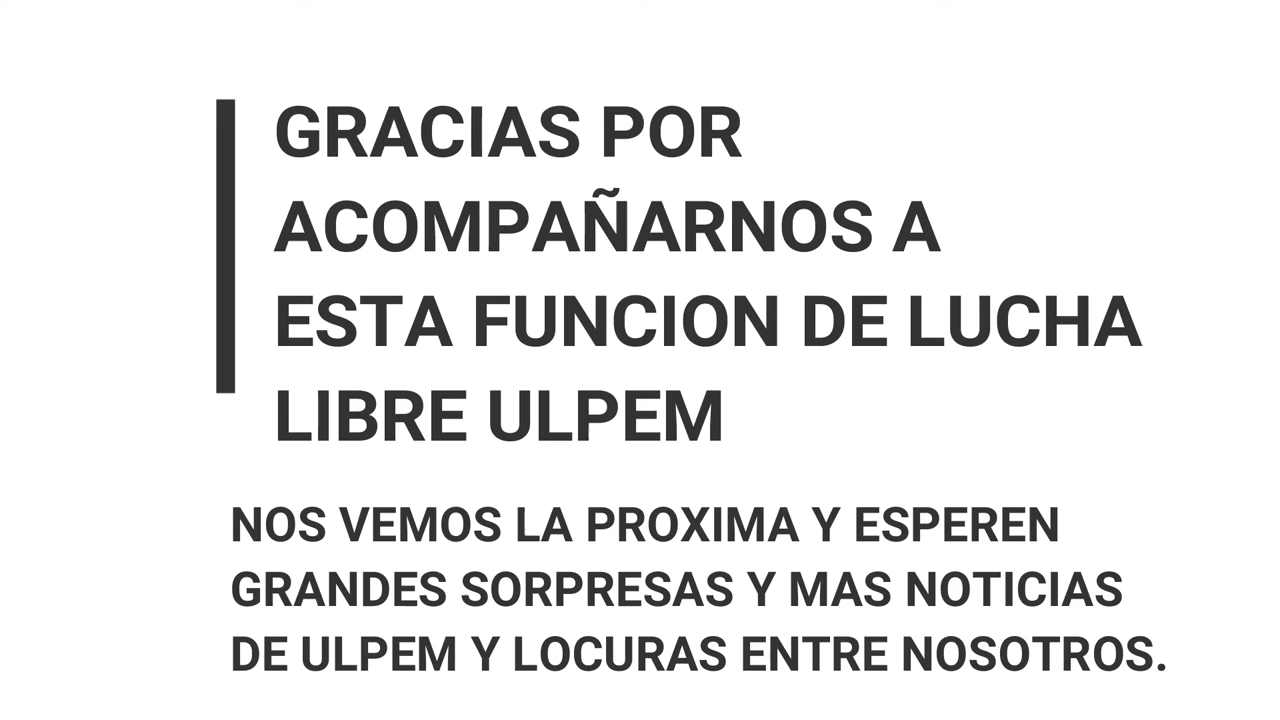 GRACIAS POR
ACOMPAÑARNOS A
ESTA FUNCION DE LUCHA
LIBRE ULPEM
NOS VEMOS LA PROXIMA Y ESPEREN
GRANDES SORPRESAS Y MAS NOTICIAS
DE ULPEM Y LOCURAS ENTRE NOSOTROS.